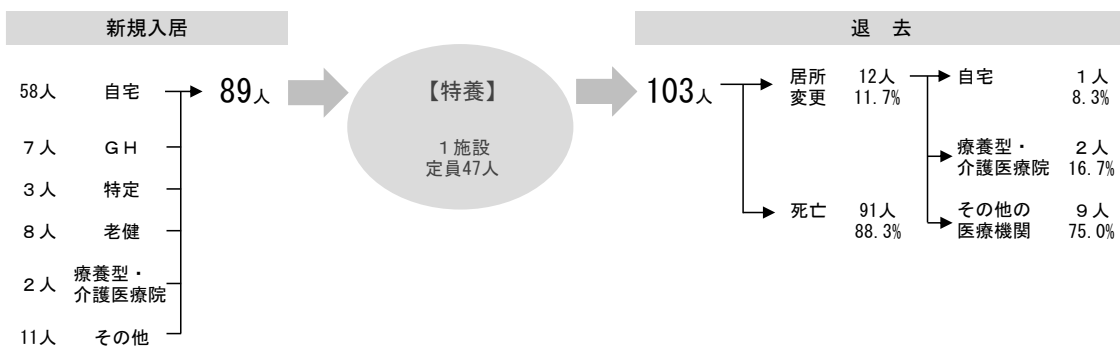 新規入居
58人 自宅
7人 GH
3人 特定
8人 老健
2人 療養型・
介護医療院
11人 その他
89人
【特養】
1施設
定員47人
退 去
103人
居所 12人
変更 11.7%
死亡 91人
88.3%
自宅 1人
8.3%
療養型・ 2人
介護医療院 16.7%
その他の 9人
医療機関 75.0%